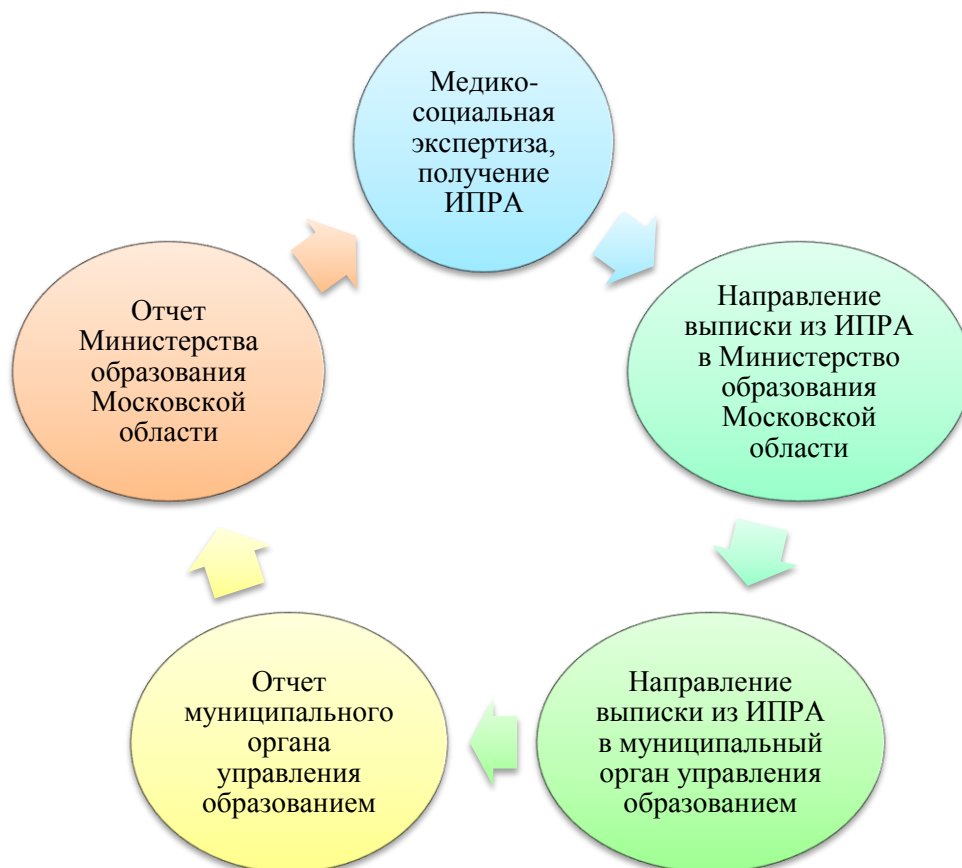 Медико-
социальная
экспертиза,
получение
ИПРА
Направление
выписки из ИПРА
в Министерство
образования
Московской
области
Направление
выписки из ИПРА
в муниципальный
орган управления
образованием
Отчет
муниципального
органа
управления
образованием
Отчет
Министерства
образования
Московской
области